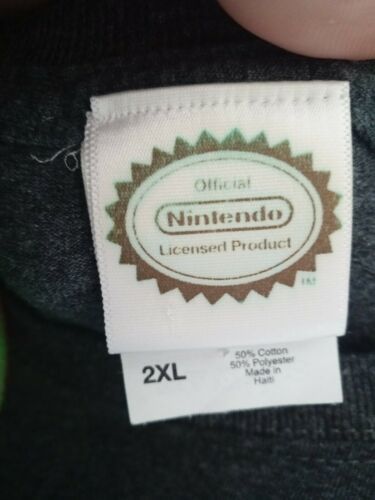 Official
Nintendo
Licensed Product
TM
2XL
50% Cotton
50% Polyester
Made in
Haiti